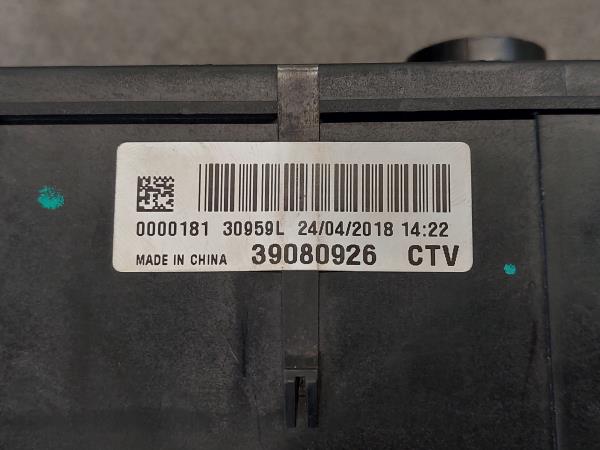 0000181 30959L 24/04/2018 14:22
MADE IN CHINA 39080926 CTV